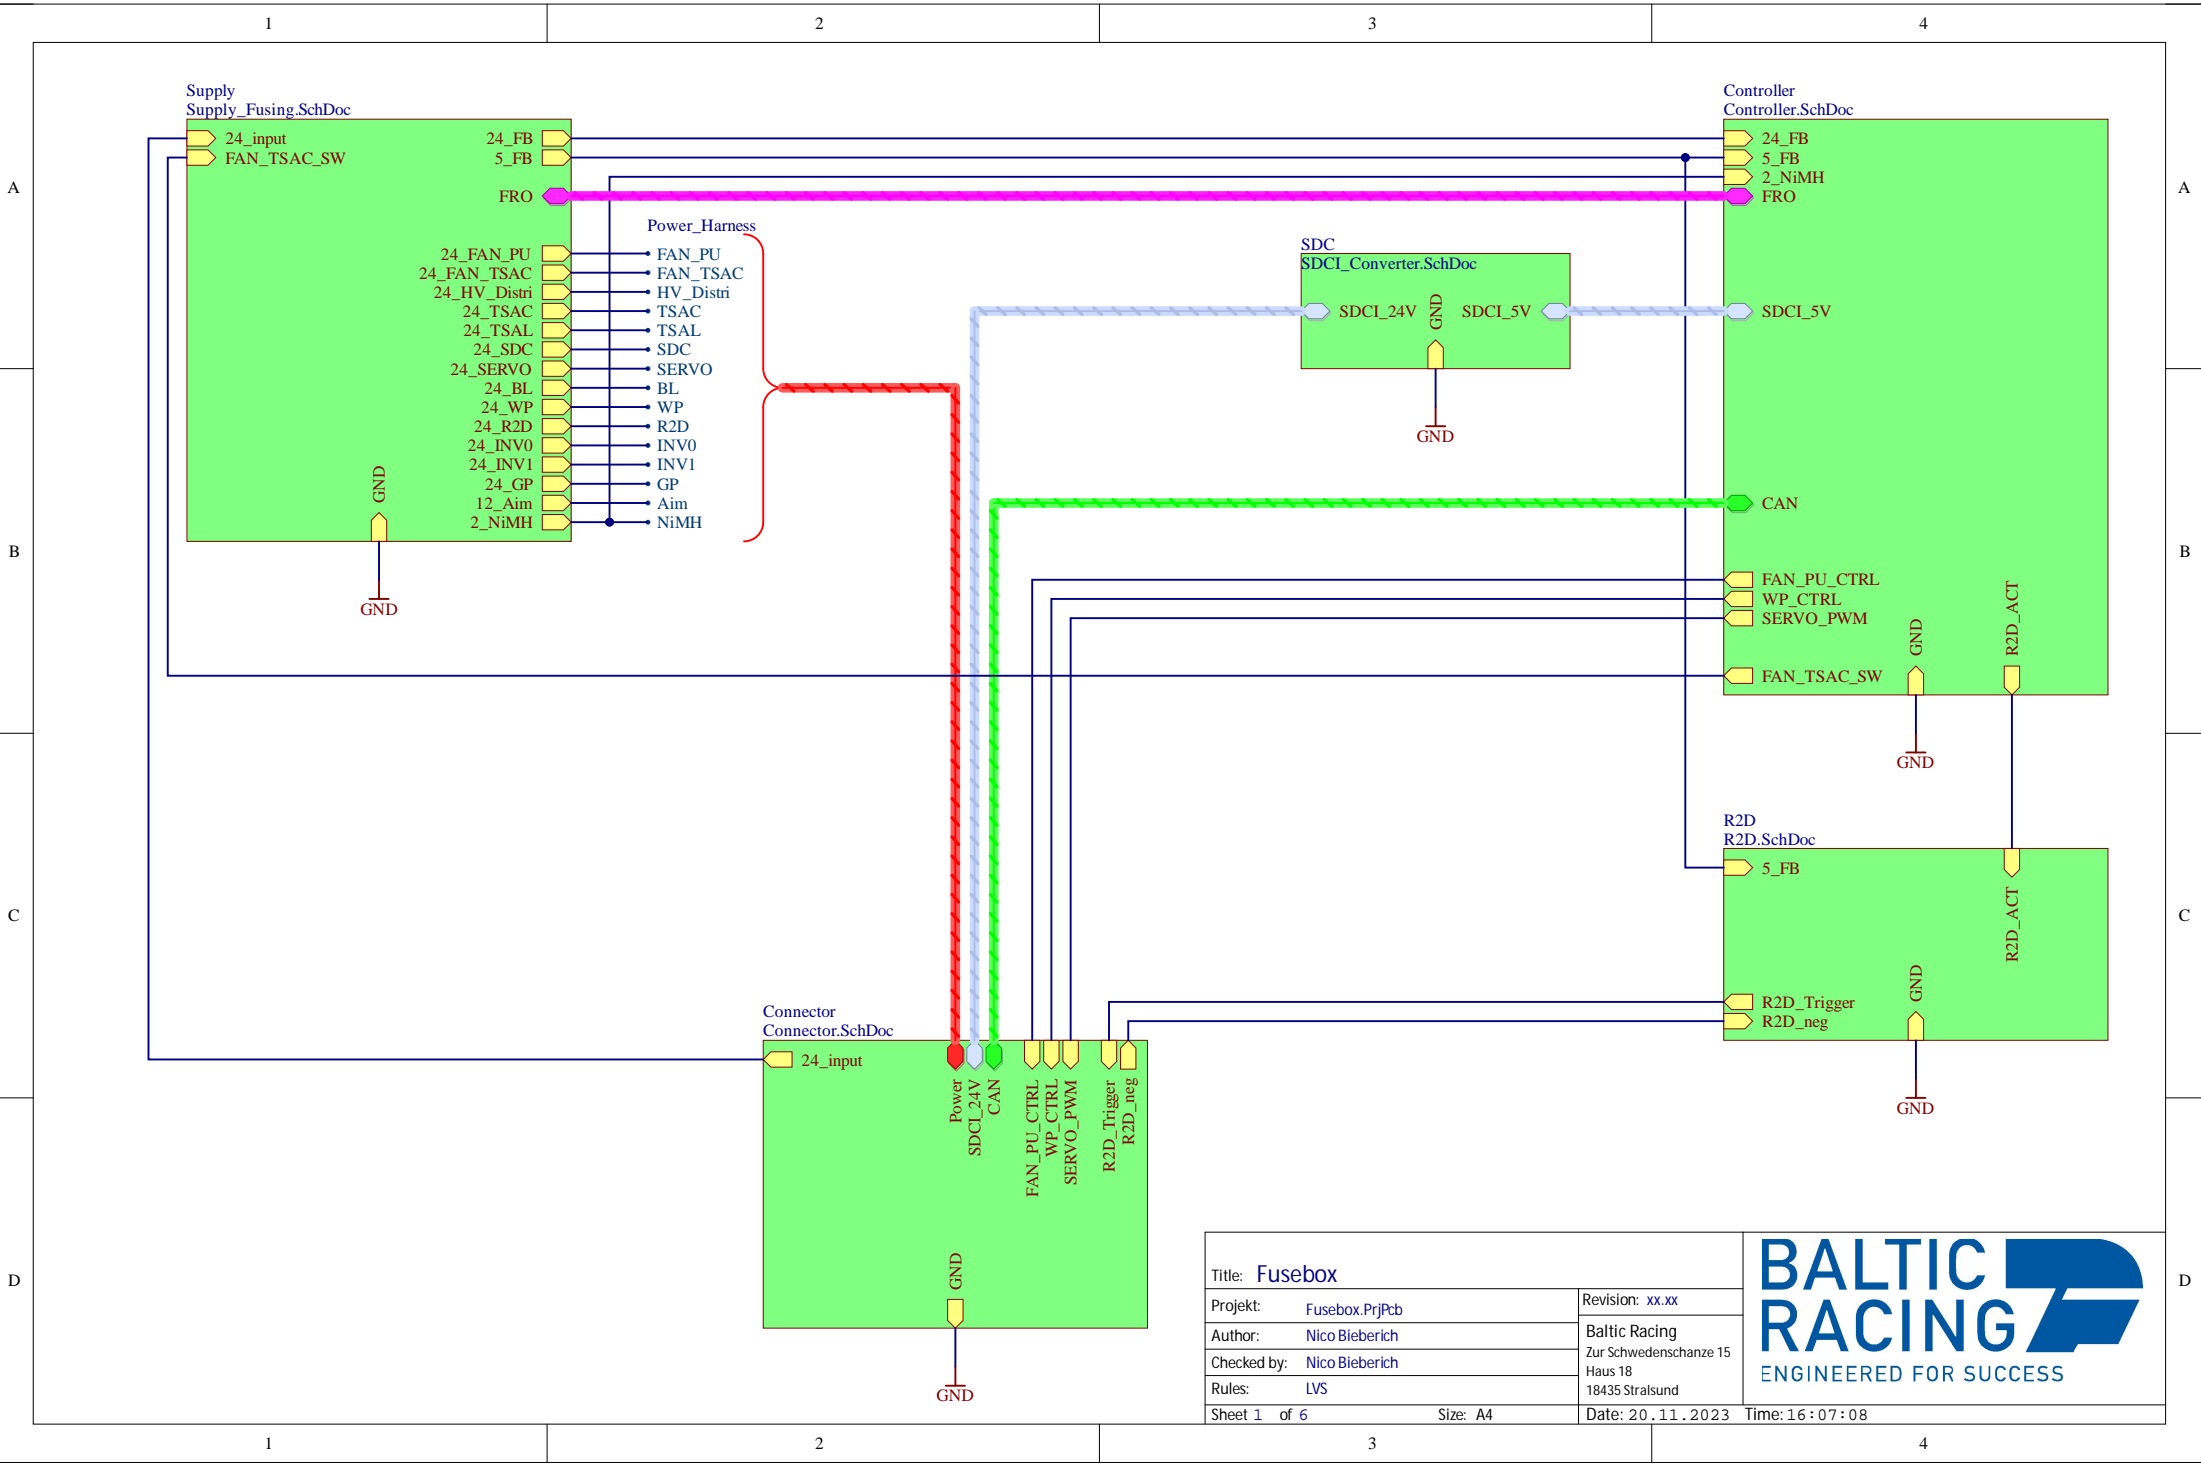 1 2 3 4
A A
B B
C C
D D
1 2 3 4
Supply
Supply_Fusing.SchDoc
24_input
FAN_TSAC_SW
24_FB
5_FB
FRO
24_FAN_PU
24_FAN_TSAC
24_HV_Distri
24_TSAC
24_TSAL
24_SDC
24_SERVO
24_BL
24_WP
24_R2D
24_INV0
24_INV1
24_GP
12_Aim
2_NiMH
GND
GND
Power_Harness
FAN_PU
FAN_TSAC
HV_Distri
TSAC
TSAL
SDC
SERVO
BL
WP
R2D
INV0
INV1
GP
Aim
NiMH
SDC
SDCI_Converter.SchDoc
SDCI_24V
GND
SDCI_5V
GND
Controller
Controller.SchDoc
24_FB
5_FB
2_NiMH
FRO
SDCI_5V
CAN
FAN_PU_CTRL
WP_CTRL
SERVO_PWM
FAN_TSAC_SW
GND
R2D_ACT
GND
R2D
R2D.SchDoc
5_FB
R2D_ACT
R2D_Trigger
R2D_neg
GND
GND
Connector
Connector.SchDoc
24_input
Power
SDCI_24V
CAN
FAN_PU_CTRL
WP_CTRL
SERVO_PWM
R2D_Trigger
R2D_neg
GND
GND
Title: Fusebox
Projekt: Fusebox.PrjPcb
Author: Nico Bieberich
Checked by: Nico Bieberich
Rules: LVS
Sheet 1 of 6 Size: A4
Revision: xx.xx
Baltic Racing
Zur Schwedenschanze 15
Haus 18
18435 Stralsund
Date: 20.11.2023 Time: 16:07:08
BALTIC
RACING
ENGINEERED FOR SUCCESS